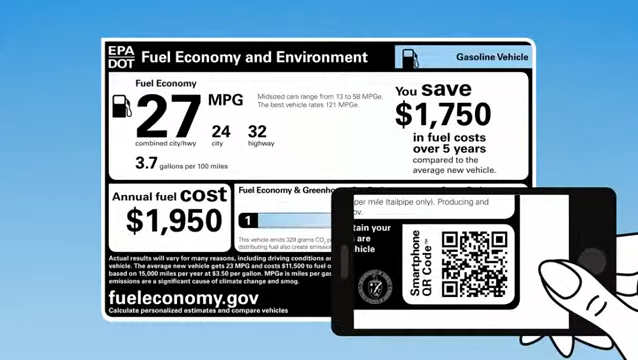 EPA
DOT
Fuel Economy and Environment
Gasoline Vehicle
Fuel Economy
27 MPG
combined city/hwy
24
city
32
highway
3.7 gallons per 100 miles
Midsized cars range from 13 to 58 MPGe.
The best vehicle rates 121 MPGe.
You save
$1,750
in fuel costs
over 5 years
compared to the
average new vehicle.
Annual fuel cost
$1,950
Fuel Economy & Greenho
1
This vehicle emits 328 grams CO₂ p
distributing fuel also create emission
per mile (tailpipe only). Producing and
ov.
tain your
s are
hicle
Smartphone
QR Code™
Actual results will vary for many reasons, including driving conditions an
vehicle. The average new vehicle gets 23 MPG and costs $11,500 to fuel o
based on 15,000 miles per year at $3.50 per gallon. MPGe is miles per gas
emissions are a significant cause of climate change and smog.
fueleconomy.gov
Calculate personalized estimates and compare vehicles